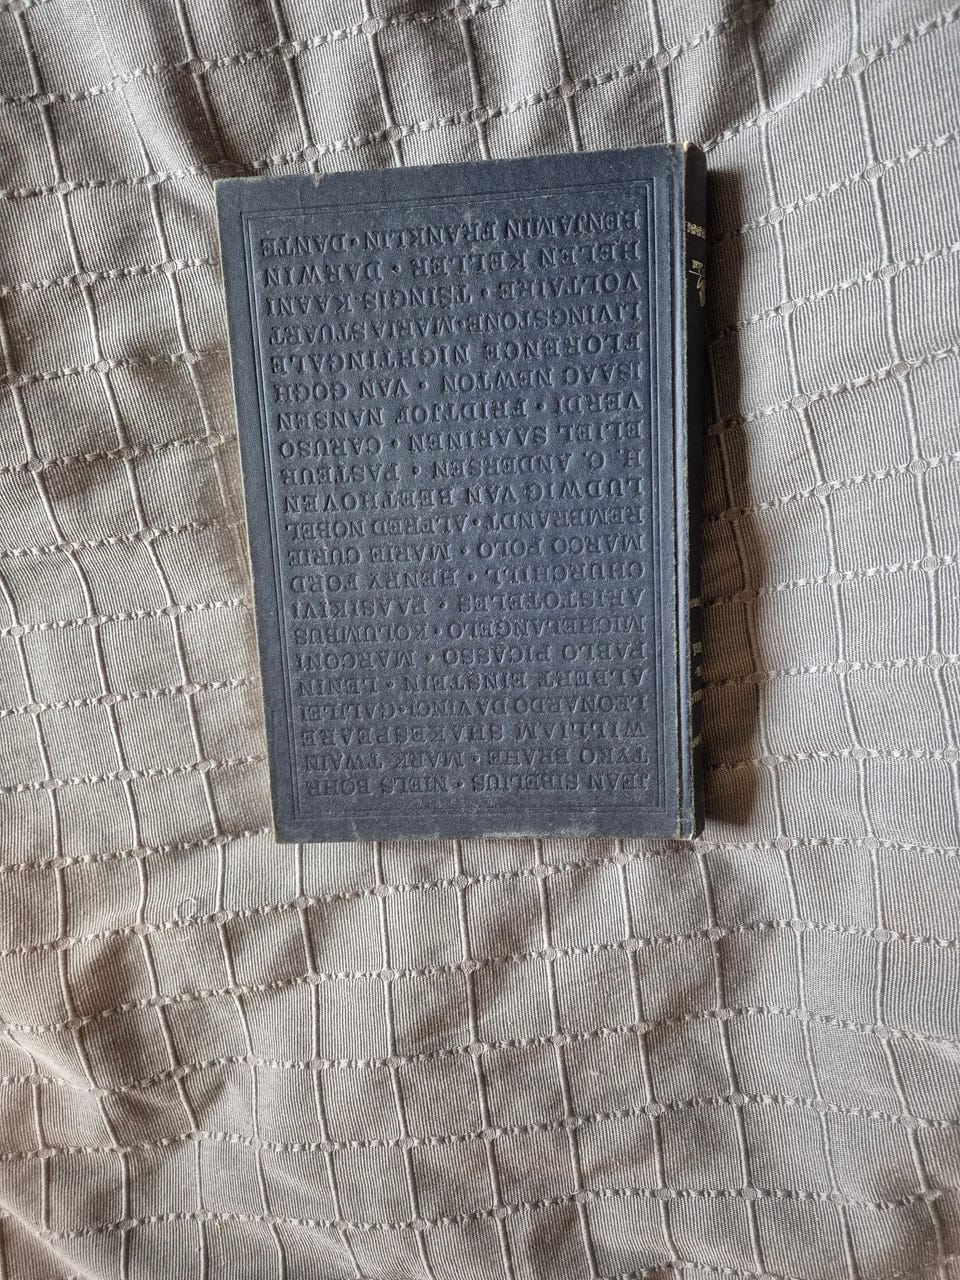 JEAN SIBELIUS · NIELS BOHR
TYKO BRAHE · MARK TWAIN
WILLIAM SHAKESPEARE
LEONARDO DA VINCI · GALILEI
ALBERT EINSTEIN · LENIN
PABLO PICASSO · MARCONI
MICHELANGELO · KOLUMBUS
ARISTOTELES · PAASIKIVI
CHURCHILL · HENRY FORD
MARCO POLO · MARIE CURIE
REMBRANDT · ALFRED NOBEL
LUDWIG VAN BEETHOVEN
H. C. ANDERSEN · PASTEUR
ELIEL SAARINEN · CARUSO
VERDI · FRIDTJOF NANSEN
ISAAC NEWTON · VAN GOGH
FLORENCE NIGHTINGALE
LIVINGSTONE · MARIA STUART
VOLTAIRE · TSINGIS-KAANI
HELEN KELLER · DARWIN
BENJAMIN FRANKLIN · DANTE